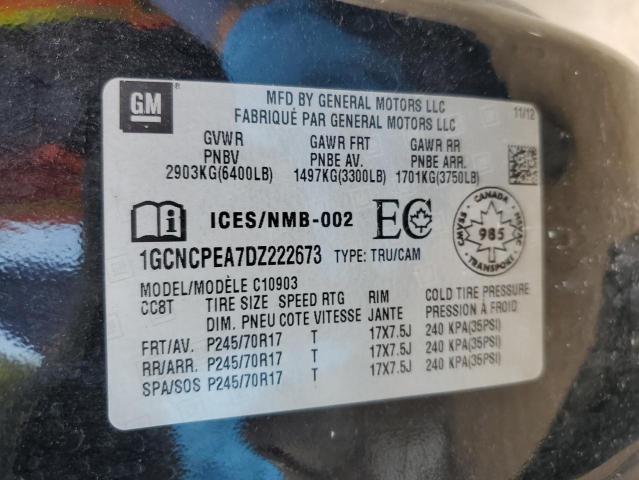 GM
MFD BY GENERAL MOTORS LLC
FABRIQUÉ PAR GENERAL MOTORS LLC
11/12
GVWR GAWR FRT GAWR RR
PNBV PNBE AV. PNBE ARR.
2903KG(6400LB) 1497KG(3300LB) 1701KG(3750LB)
ICES/NMB-002 EC
CANADA
CMVSS NSVAC
985
TRANSPORT
1GCNCPEA7DZ222673 TYPE: TRU/CAM
MODEL/MODÈLE C10903
CC8T TIRE SIZE SPEED RTG RIM COLD TIRE PRESSURE
DIM. PNEU COTE VITESSE JANTE PRESSION À FROID
FRT/AV. P245/70R17 T 17X7.5J 240 KPA(35PSI)
RR/ARR. P245/70R17 T 17X7.5J 240 KPA(35PSI)
SPA/SOS P245/70R17 T 17X7.5J 240 KPA(35PSI)